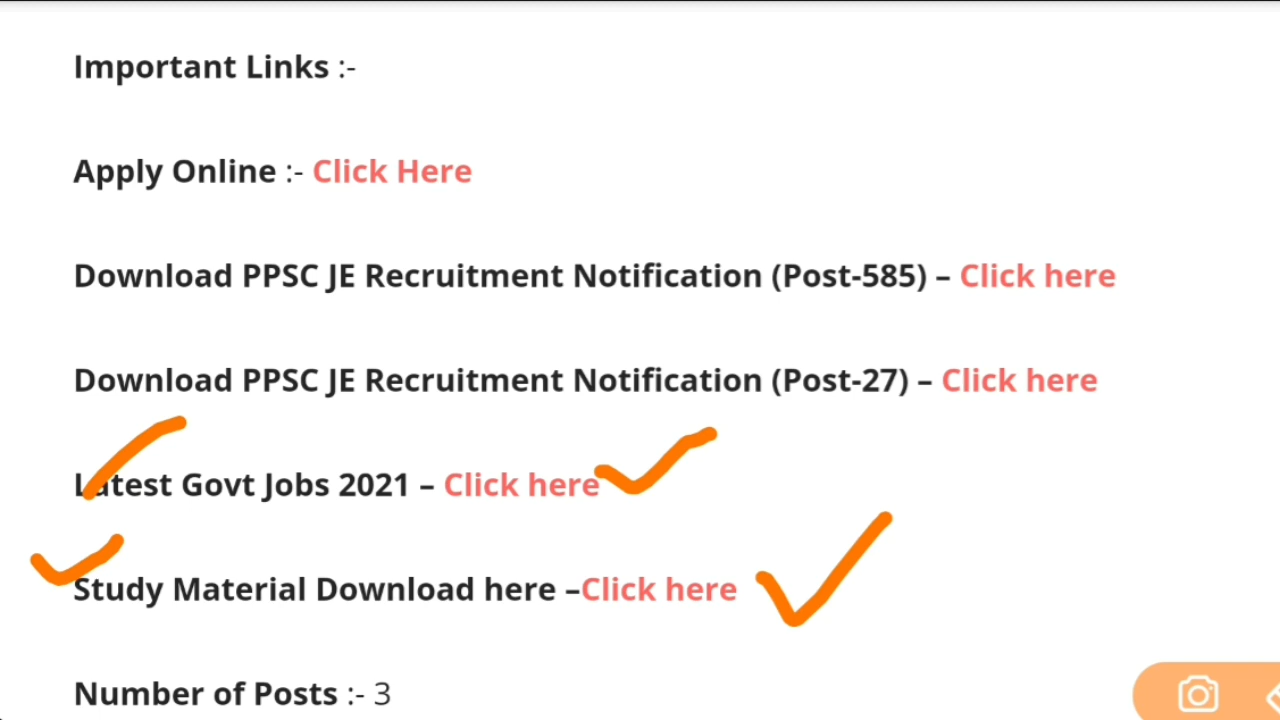 Important Links :-
Apply Online :- Click Here
Download PPSC JE Recruitment Notification (Post-585) – Click here
Download PPSC JE Recruitment Notification (Post-27) – Click here
Latest Govt Jobs 2021 – Click here
Study Material Download here –Click here
Number of Posts :- 3